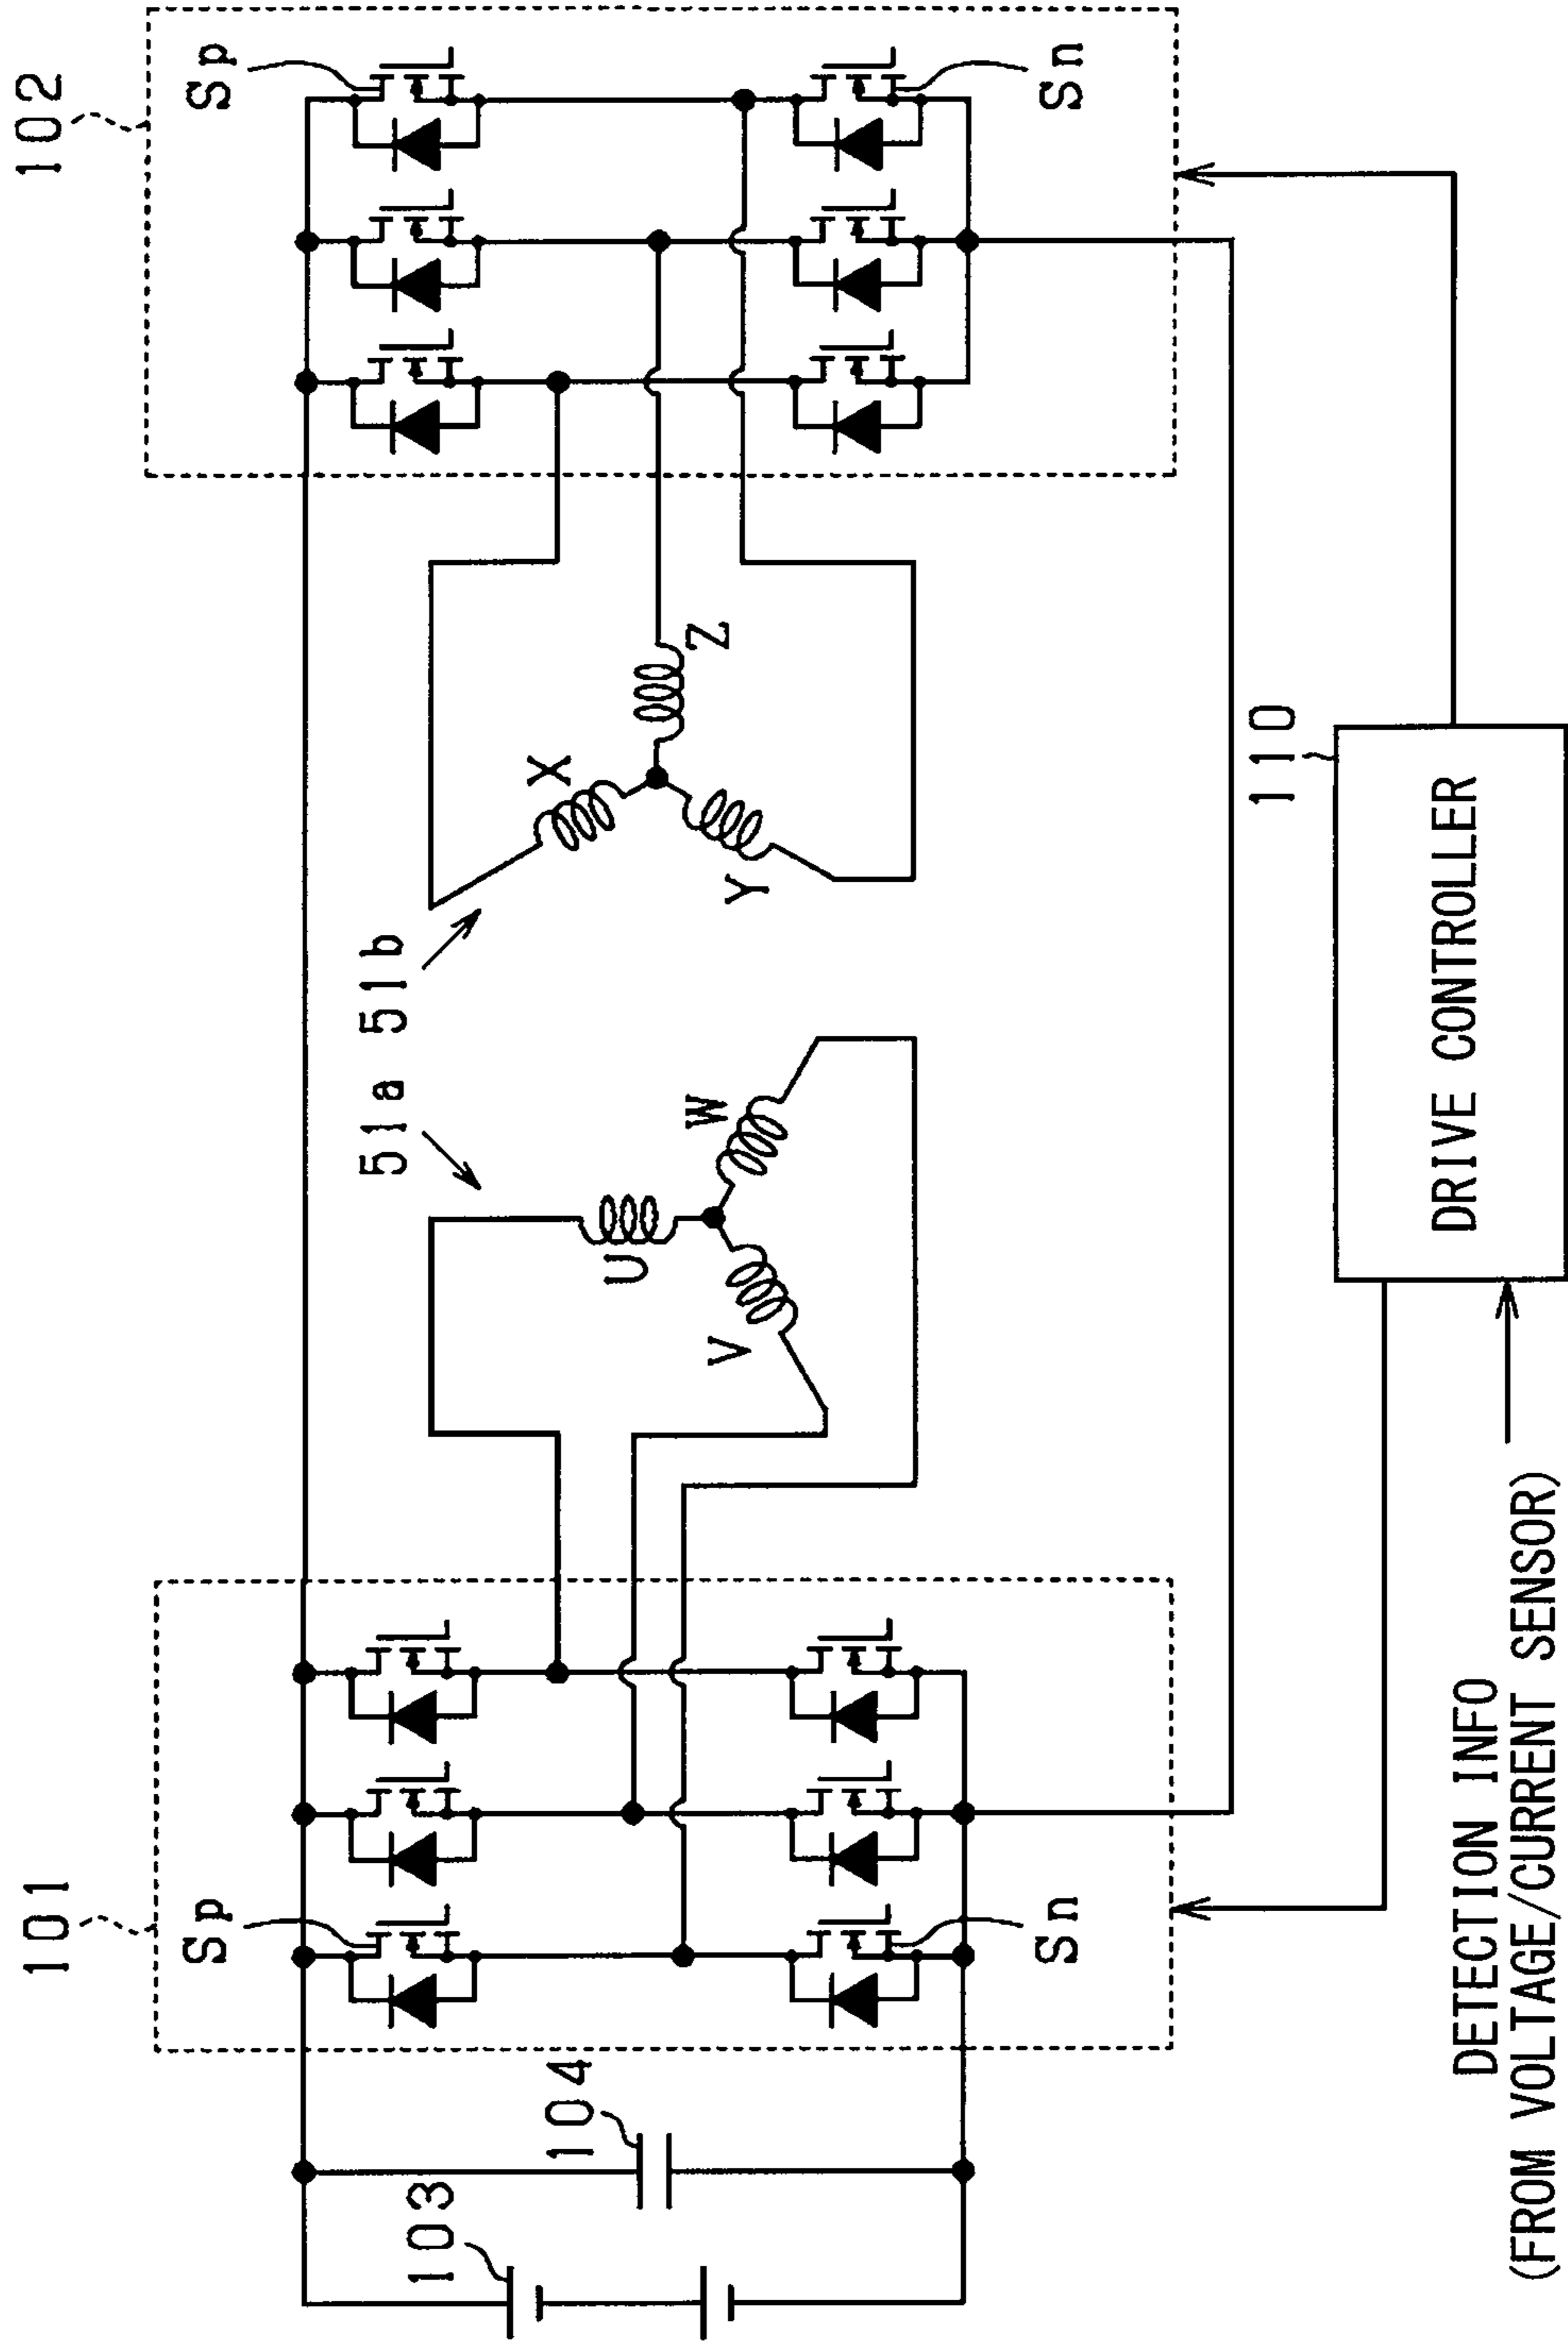 101
102
Sp
Sp
103
104
51a
51b
U
V
W
X
Y
Z
Sn
Sn
110
DRIVE CONTROLLER
DETECTION INFO
(FROM VOLTAGE/CURRENT SENSOR)